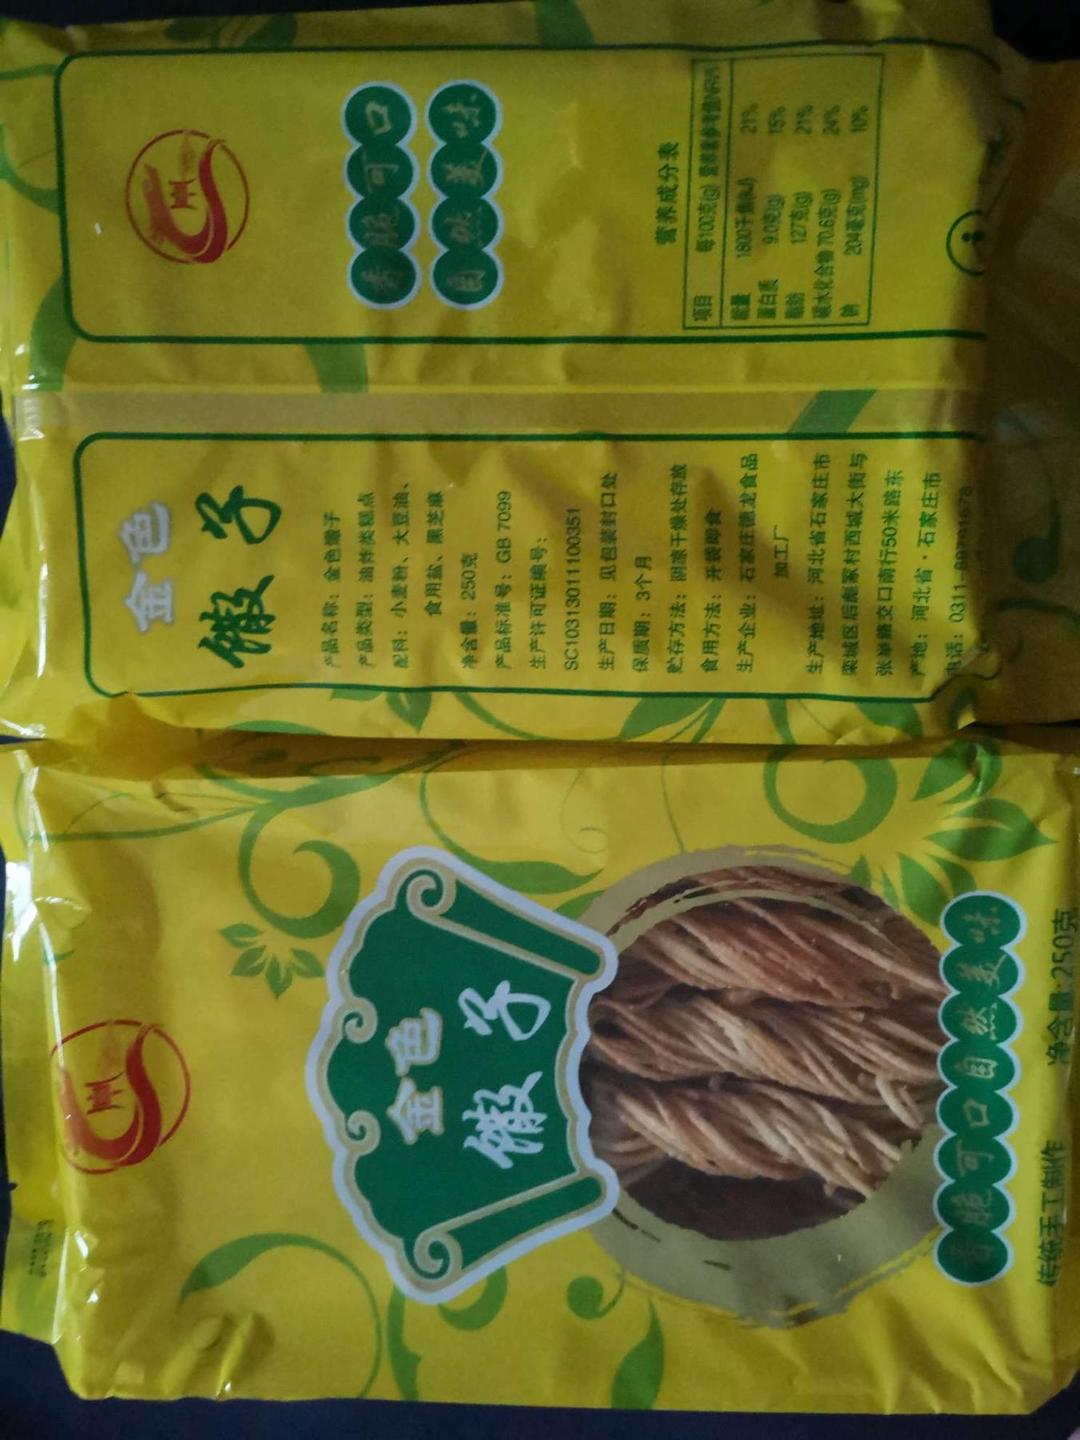 香脆可口
自然美味
营养成分表
项目 每100克(g) 营养素参考值%
能量 1800千焦(kJ) 21%
蛋白质 9.0克(g) 15%
脂肪 127克(g) 21%
碳水化合物 70.6克(g) 24%
钠 204毫克(mg) 10%
金色
馓子
产品名称：金色馓子
产品类型：油炸类糕点
配料：小麦粉、大豆油、
食用盐、黑芝麻
净含量：250克
产品标准号：GB 7099
生产许可证编号：
SC10313011100351
生产日期：见包装封口处
保质期：3个月
贮存方法：阴凉干燥处存放
食用方法：开袋即食
生产企业：石家庄德龙食品
加工厂
生产地址：河北省石家庄市
栾城区后彪冢村西城大街与
张举路交口南行50米路东
产地：河北省·石家庄市
电话：0311-
金色
馓子
香脆可口自然美味
传统手工制作 净含量:250克